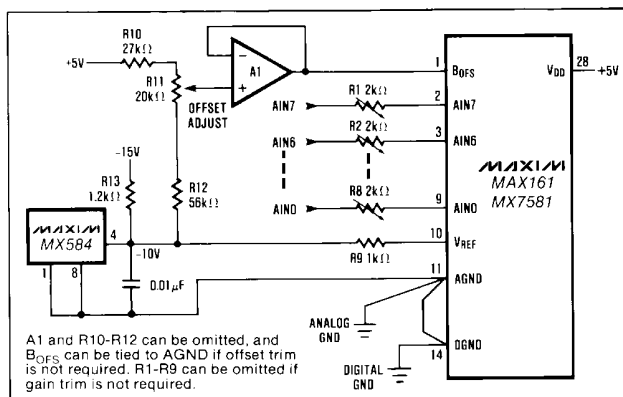 R10
27kΩ
+5V
R11
20kΩ
OFFSET
ADJUST
−
+
A1
1
BOFS
VDD
28
+5V
AIN7
R1 2kΩ
2
AIN7
AIN6
R2 2kΩ
3
AIN6
AIN0
R8 2kΩ
9
AIN0
-15V
R13
1.2kΩ
R12
56kΩ
MAXIM
MX584
4
1
8
-10V
0.01µF
R9 1kΩ
10
VREF
11
AGND
MAXIM
MAX161
MX7581
ANALOG
GND
DIGITAL
GND
14
DGND
A1 and R10-R12 can be omitted, and
BOFS can be tied to AGND if offset trim
is not required. R1-R9 can be omitted if
gain trim is not required.